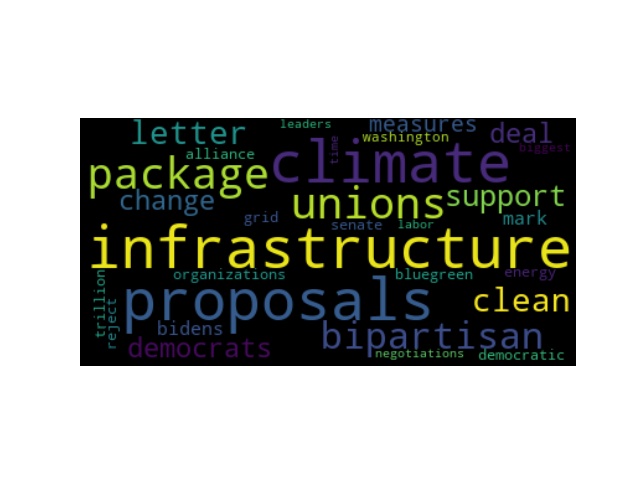 leaders measures
letter washington deal
alliance time climate biggest
package
change unions support
grid senate labor mark
infrastructure
organizations bluegreen energy
trillion proposals clean
reject bidens bipartisan
democrats negotiations democratic